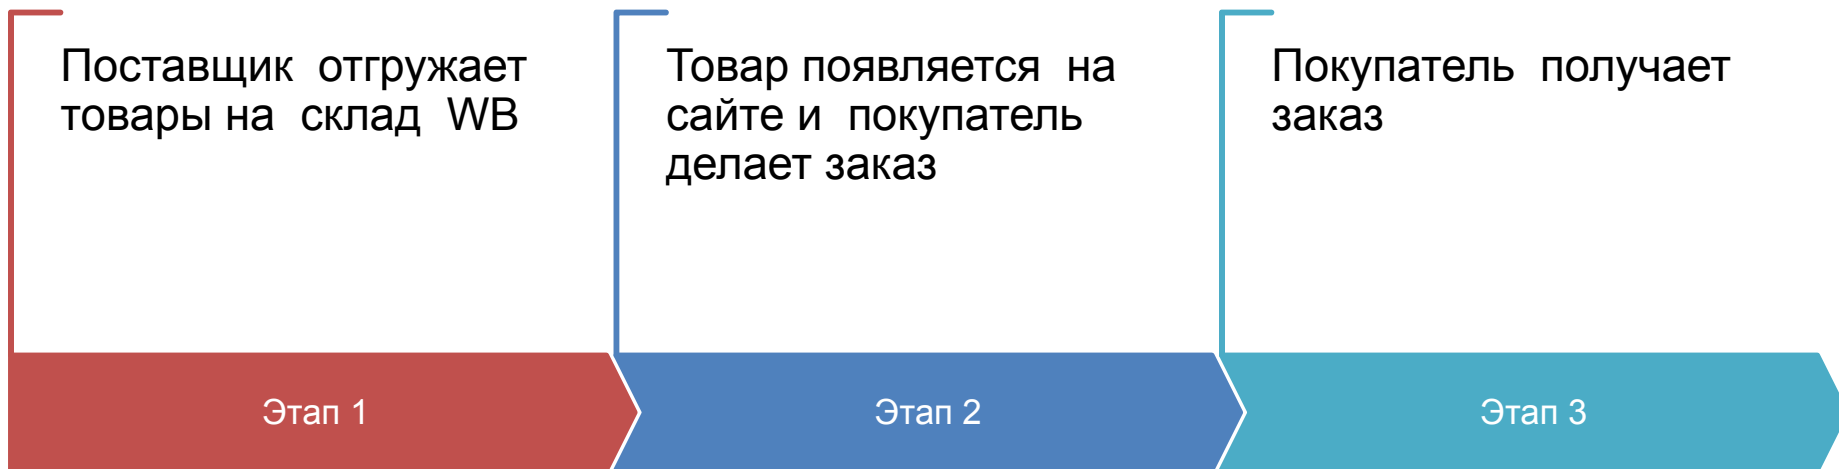 Поставщик отгружает
товары на склад WB
Товар появляется на
сайте и покупатель
делает заказ
Покупатель получает
заказ
Этап 1
Этап 2
Этап 3